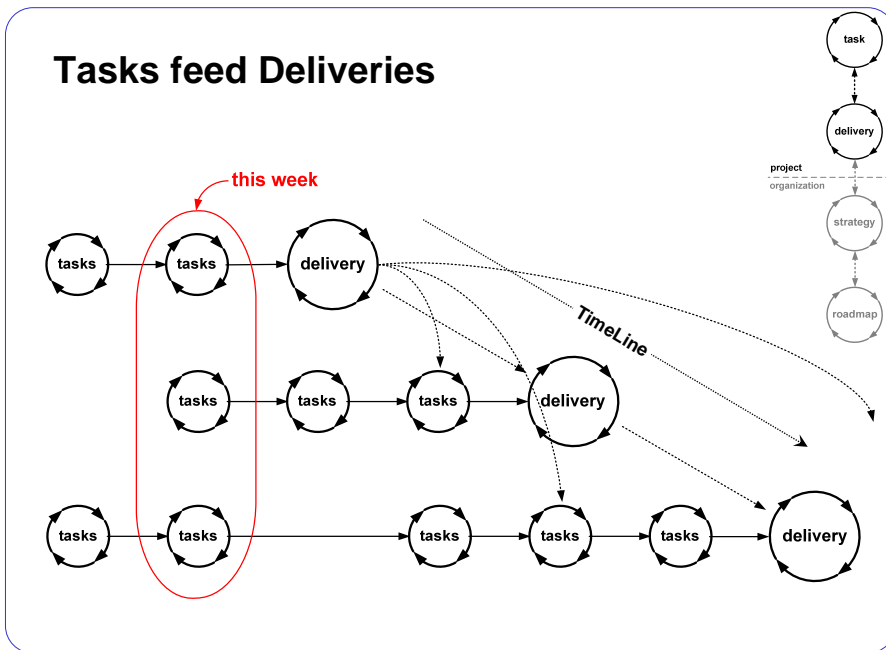 Tasks feed Deliveries
task
delivery
project
organization
strategy
roadmap
this week
tasks
tasks
delivery
TimeLine
tasks
tasks
tasks
delivery
tasks
tasks
tasks
tasks
tasks
delivery